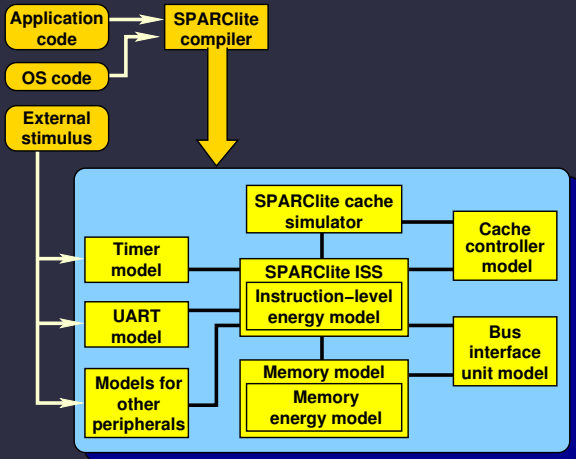 Application
code
SPARClite
compiler
OS code
External
stimulus
SPARClite cache
simulator
Cache
controller
model
Timer
model
SPARClite ISS
Instruction−level
energy model
UART
model
Bus
interface
unit model
Memory model
Memory
energy model
Models for
other
peripherals